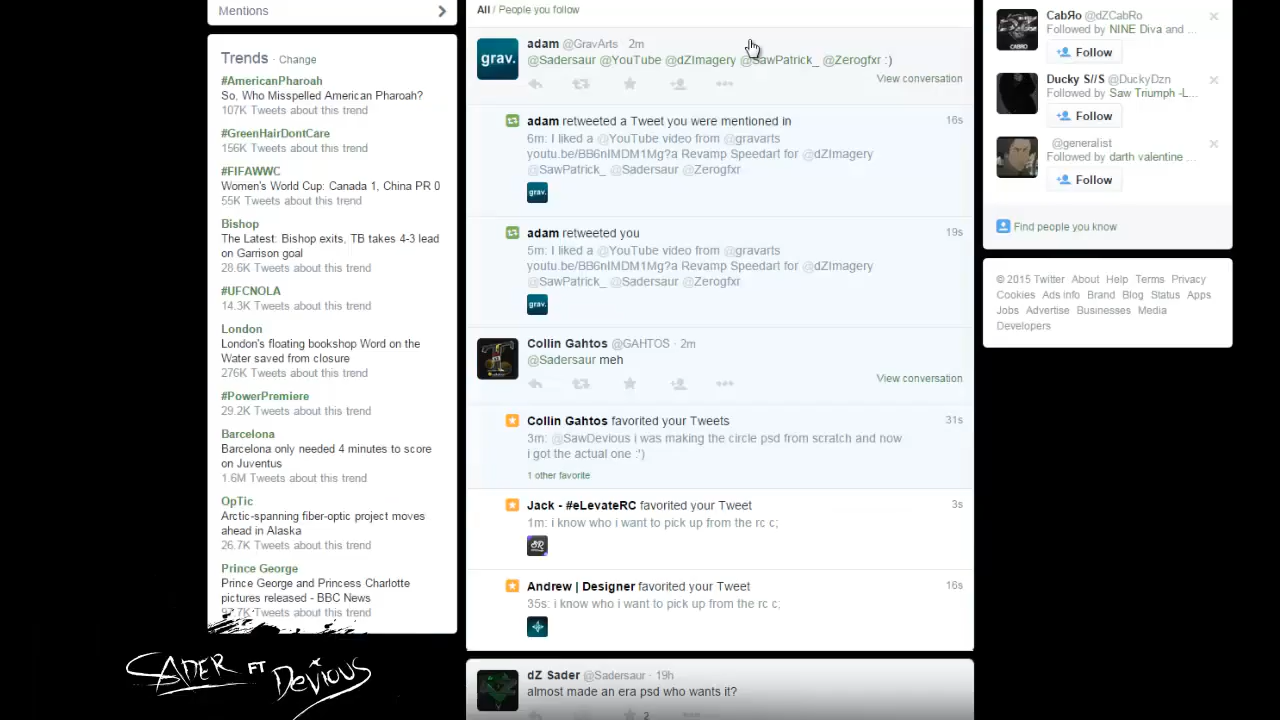 Mentions
Trends · Change
#AmericanPharoah
So, Who Misspelled American Pharoah?
107K Tweets about this trend
#GreenHairDontCare
156K Tweets about this trend
#FIFAWWC
Women's World Cup: Canada 1, China PR 0
55K Tweets about this trend
Bishop
The Latest: Bishop exits, TB takes 4-3 lead
on Garrison goal
28.6K Tweets about this trend
#UFCNOLA
14.3K Tweets about this trend
London
London's floating bookshop Word on the
Water saved from closure
276K Tweets about this trend
#PowerPremiere
29.2K Tweets about this trend
Barcelona
Barcelona only needed 4 minutes to score
on Juventus
1.6M Tweets about this trend
OpTic
Arctic-spanning fiber-optic project moves
ahead in Alaska
26.7K Tweets about this trend
Prince George
Prince George and Princess Charlotte
pictures released - BBC News
Tweets about this trend
SADER FT DEVIOUS
All / People you follow
grav.
adam @GravArts · 2m
@Sadersaur @YouTube @dZImagery @SawPatrick_ @Zerogfxr :)
View conversation
adam retweeted a Tweet you were mentioned in 16s
6m: I liked a @YouTube video from @gravarts
youtu.be/BB6nIMDM1Mg?a Revamp Speedart for @dZImagery
@SawPatrick_ @Sadersaur @Zerogfxr
grav.
adam retweeted you 19s
5m: I liked a @YouTube video from @gravarts
youtu.be/BB6nIMDM1Mg?a Revamp Speedart for @dZImagery
@SawPatrick_ @Sadersaur @Zerogfxr
grav.
Collin Gahtos @GAHTOS · 2m
@Sadersaur meh
View conversation
Collin Gahtos favorited your Tweets 31s
3m: @SawDevious i was making the circle psd from scratch and now
i got the actual one :')
1 other favorite
Jack - #eLevateRC favorited your Tweet 3s
1m: i know who i want to pick up from the rc c;
Andrew | Designer favorited your Tweet 16s
35s: i know who i want to pick up from the rc c;
dZ Sader @Sadersaur · 19h
almost made an era psd who wants it?
2
CabЯo @dZCabRo
Followed by NINE Diva and ...
Follow
Ducky S//S @DuckyDzn
Followed by Saw Triumph -L...
Follow
@generalist
Followed by darth valentine ...
Follow
Find people you know
© 2015 Twitter About Help Terms Privacy
Cookies Ads info Brand Blog Status Apps
Jobs Advertise Businesses Media
Developers